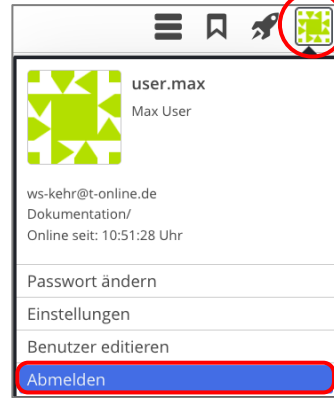 user.max
Max User
ws-kehr@t-online.de
Dokumentation/
Online seit: 10:51:28 Uhr
Passwort ändern
Einstellungen
Benutzer editieren
Abmelden